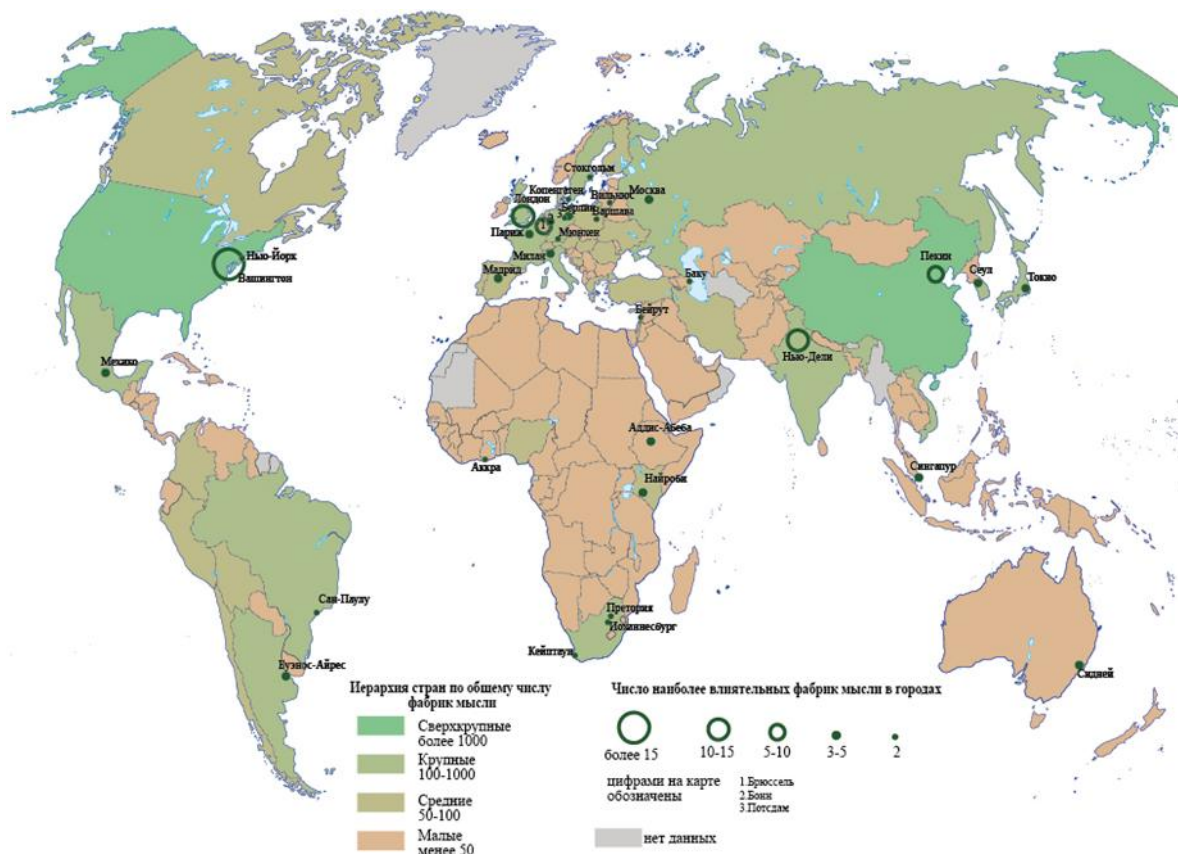 Стокгольм
Копенгаген
Вильнюс
Москва
Лондон
Берлин
Варшава
1
2
3
Париж
Мюнхен
Милан
Мадрид
Нью-Йорк
Вашингтон
Баку
Пекин
Сеул
Токио
Бейрут
Нью-Дели
Мехико
Аддис-Абеба
Аккра
Найроби
Сингапур
Сан-Паулу
Претория
Йоханнесбург
Кейптаун
Буэнос-Айрес
Сидней
Иерархия стран по общему числу
фабрик мысли
Сверхкрупные
более 1000
Крупные
100-1000
Средние
50-100
Малые
менее 50
Число наиболее влиятельных фабрик мысли в городах
более 15
10-15
5-10
3-5
2
цифрами на карте
обозначены
1.Брюссель
2.Бонн
3.Потсдам
нет данных